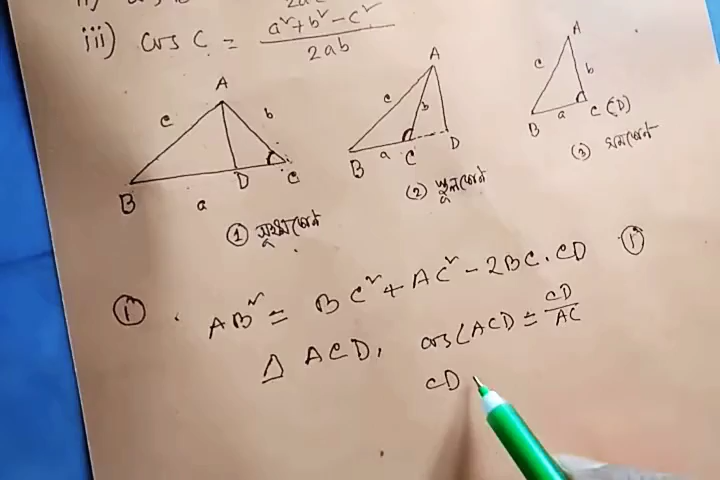 iii) cos C = a²+b²-c² / 2ab
A
c b
B D C
a
① সূক্ষ্মকোণ
A
c b
B a C D
(2) স্থূলকোণ
A
c b
B a C (D)
(3) সমকোণ
① AB² = BC² + AC² - 2BC.CD ①
Δ ACD, cos∠ACD = CD/AC
CD